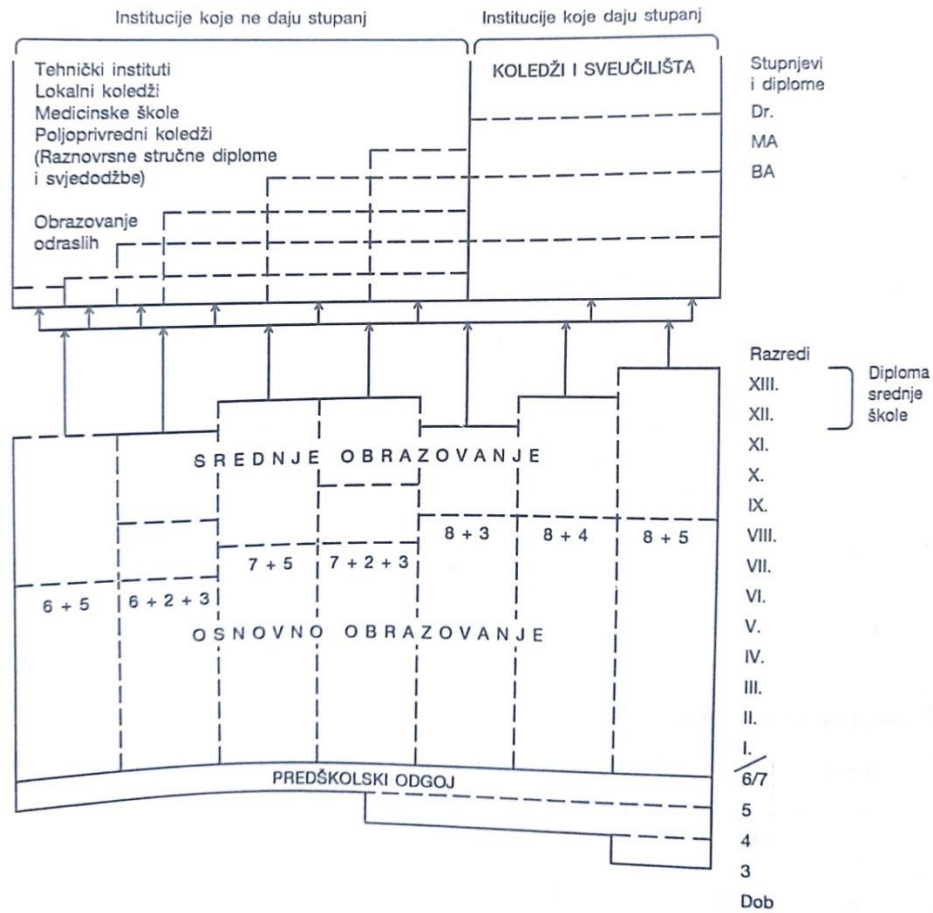 Institucije koje ne daju stupanj
Institucije koje daju stupanj
Tehnički instituti
Lokalni koledži
Medicinske škole
Poljoprivredni koledži
(Raznovrsne stručne diplome
i svjedodžbe)
Obrazovanje
odraslih
KOLEDŽI I SVEUČILIŠTA
Stupnjevi
i diplome
Dr.
MA
BA
Razredi
XIII.
XII.
XI.
X.
IX.
VIII.
VII.
VI.
V.
IV.
III.
II.
I.
6/7
5
4
3
Dob
Diploma
srednje
škole
SREDNJE OBRAZOVANJE
8 + 3
8 + 4
8 + 5
7 + 5
7 + 2 + 3
6 + 5
6 + 2 + 3
OSNOVNO OBRAZOVANJE
PREDŠKOLSKI ODGOJ